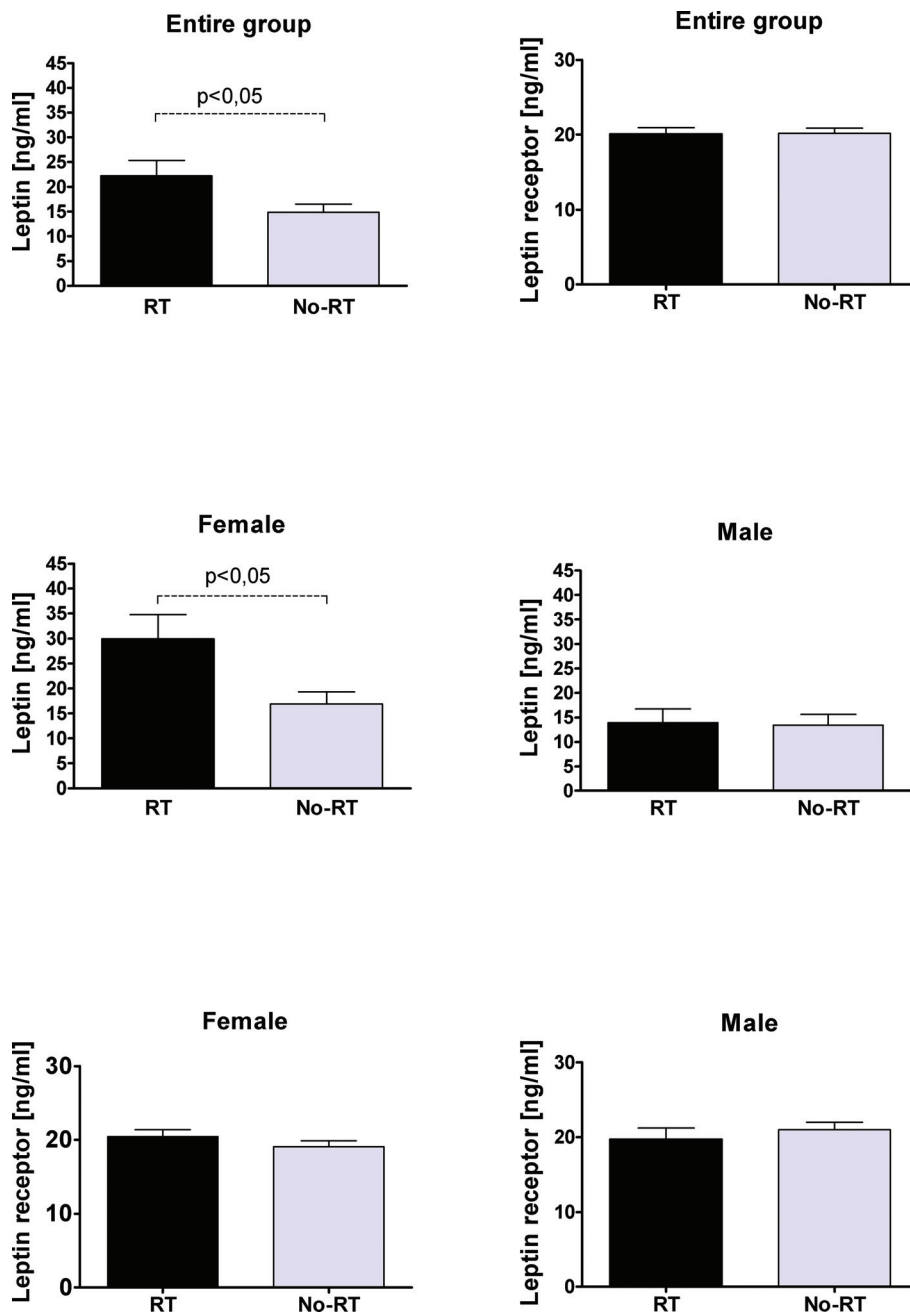 Entire group
Leptin [ng/ml]
45
40
35
30
25
20
15
10
5
0
p<0,05
RT No-RT
Entire group
Leptin receptor [ng/ml]
30
20
10
0
RT No-RT
Female
Leptin [ng/ml]
45
40
35
30
25
20
15
10
5
0
p<0,05
RT No-RT
Male
Leptin [ng/ml]
45
40
35
30
25
20
15
10
5
0
RT No-RT
Female
Leptin receptor [ng/ml]
30
20
10
0
RT No-RT
Male
Leptin receptor [ng/ml]
30
20
10
0
RT No-RT